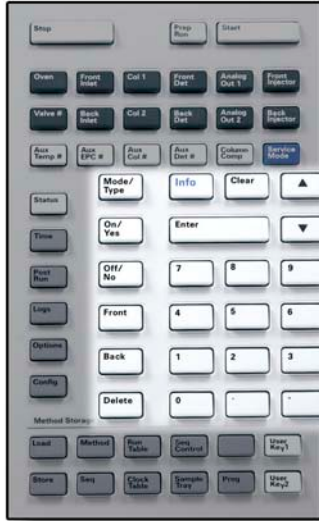 Stop Prep Run Start
Oven Front Inlet Col 1 Front Det Analog Out 1 Front Injector
Valve # Back Inlet Col 2 Back Det Analog Out 2 Back Injector
Aux Temp # Aux EPC # Aux Col # Aux Det # Column Comp Service Mode
Mode/ Type Info Clear
Status
On/ Yes Enter
Time
Off/ No 7 8 9
Post Run
Front 4 5 6
Logs
Options
Back 1 2 3
Config
Delete 0 . -
Method Storage
Load Method Run Table Seq Control User Key1
Store Seq Clock Table Sample Tray Prog User Key2